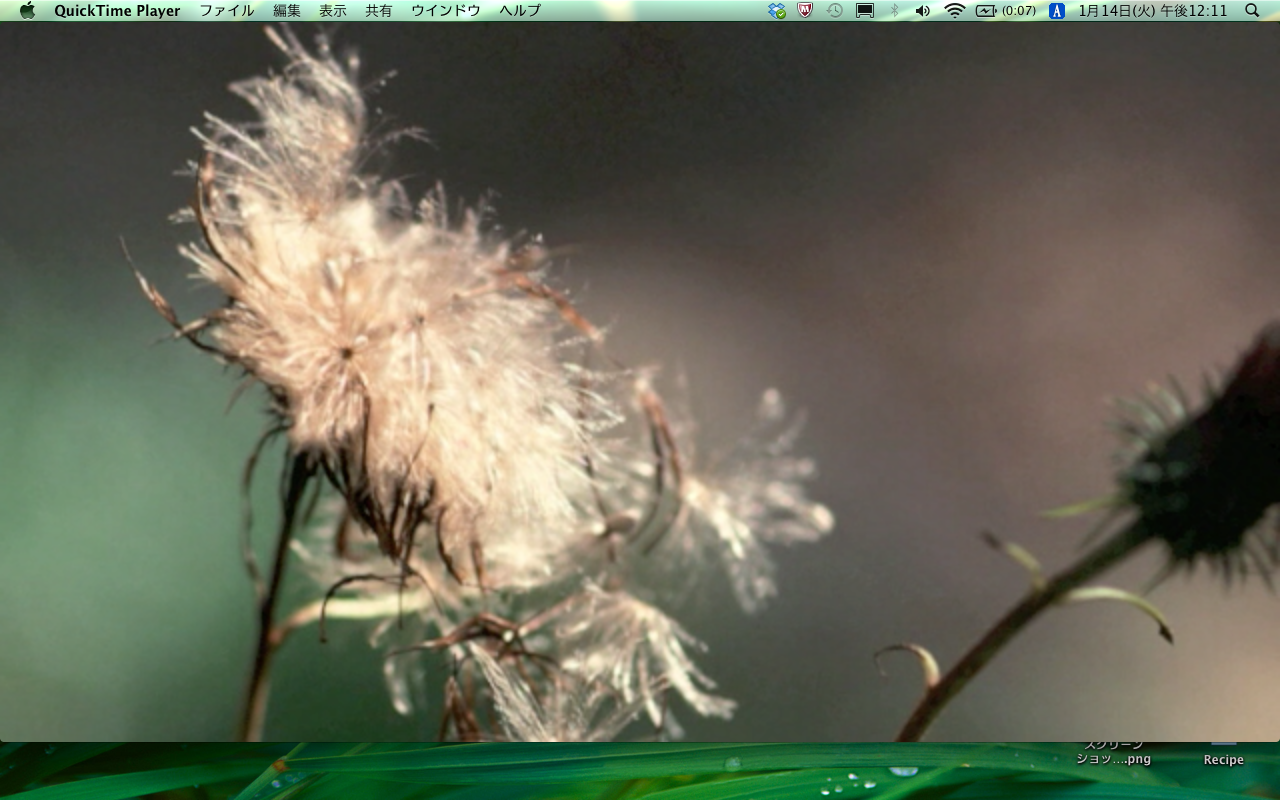 QuickTime Player ファイル 編集 表示 共有 ウインドウ ヘルプ (0:07) A 1月14日(火) 午後12:11
スクリーン
ショッ....png
Recipe